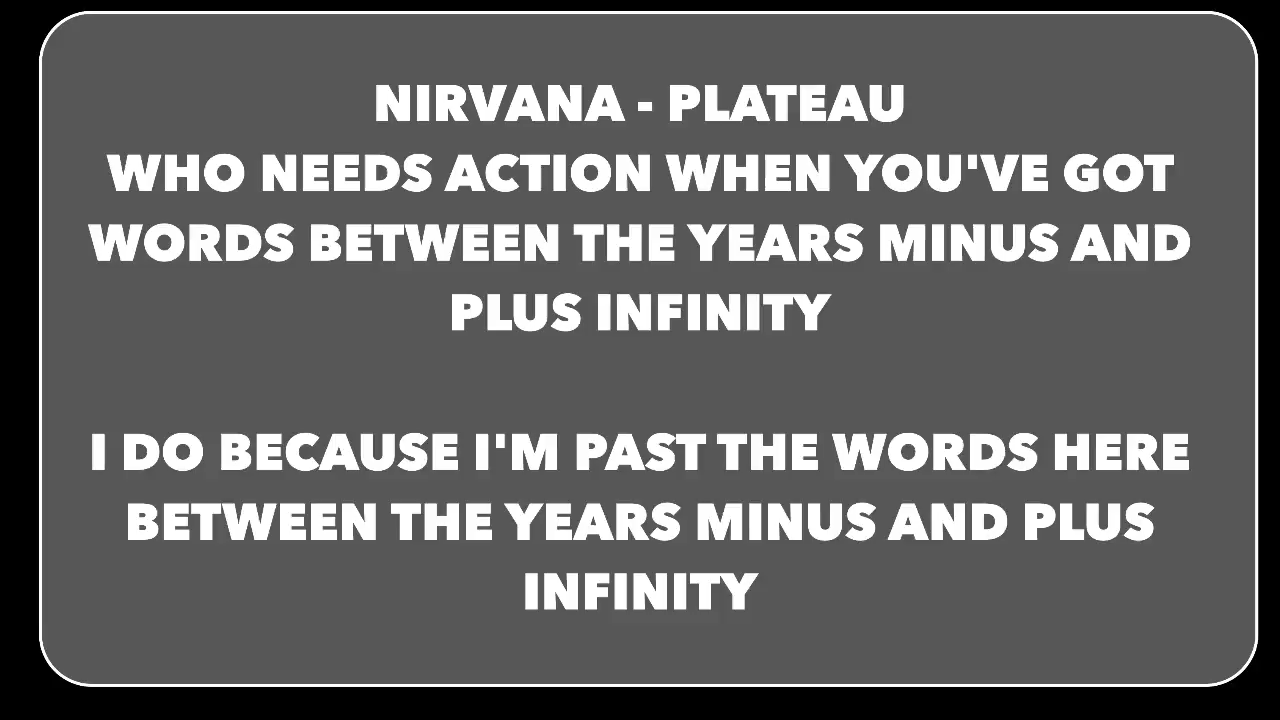 NIRVANA - PLATEAU
WHO NEEDS ACTION WHEN YOU'VE GOT
WORDS BETWEEN THE YEARS MINUS AND
PLUS INFINITY
I DO BECAUSE I'M PAST THE WORDS HERE
BETWEEN THE YEARS MINUS AND PLUS
INFINITY